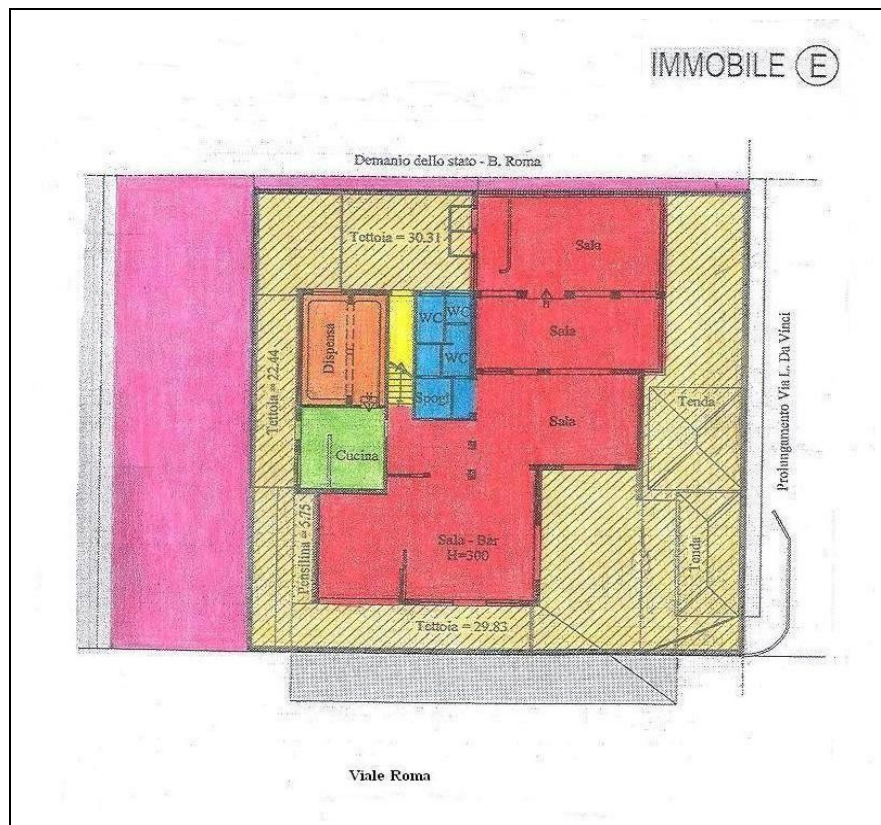 IMMOBILE E
Demanio dello stato - B. Roma
Tettoia = 30.31
Sala
WC
WC
Sala
Dispensa
WC
Tettoia = 22.44
Spogl
Sala
Tenda
Prolungamento Via L. Da Vinci
Cucina
Pensilina = 5.75
Sala - Bar
H=300
Tenda
Tettoia = 29.83
Viale Roma